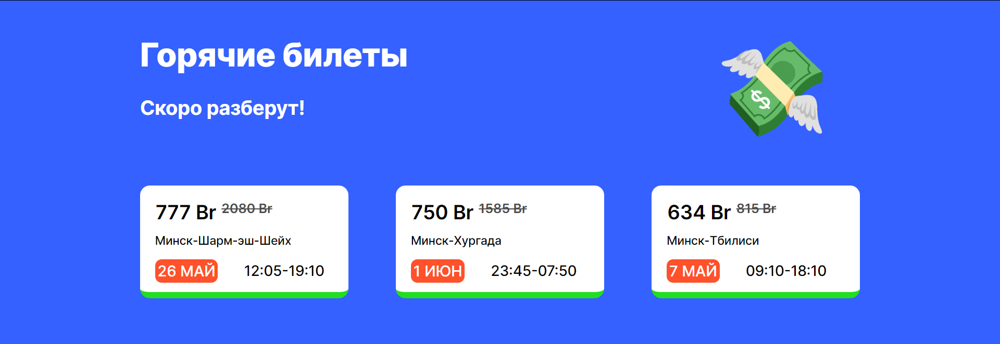 Горячие билеты
Скоро разберут!
777 Br 2080 Br
Минск-Шарм-эш-Шейх
26 МАЙ 12:05-19:10
750 Br 1585 Br
Минск-Хургада
1 ИЮН 23:45-07:50
634 Br 815 Br
Минск-Тбилиси
7 МАЙ 09:10-18:10